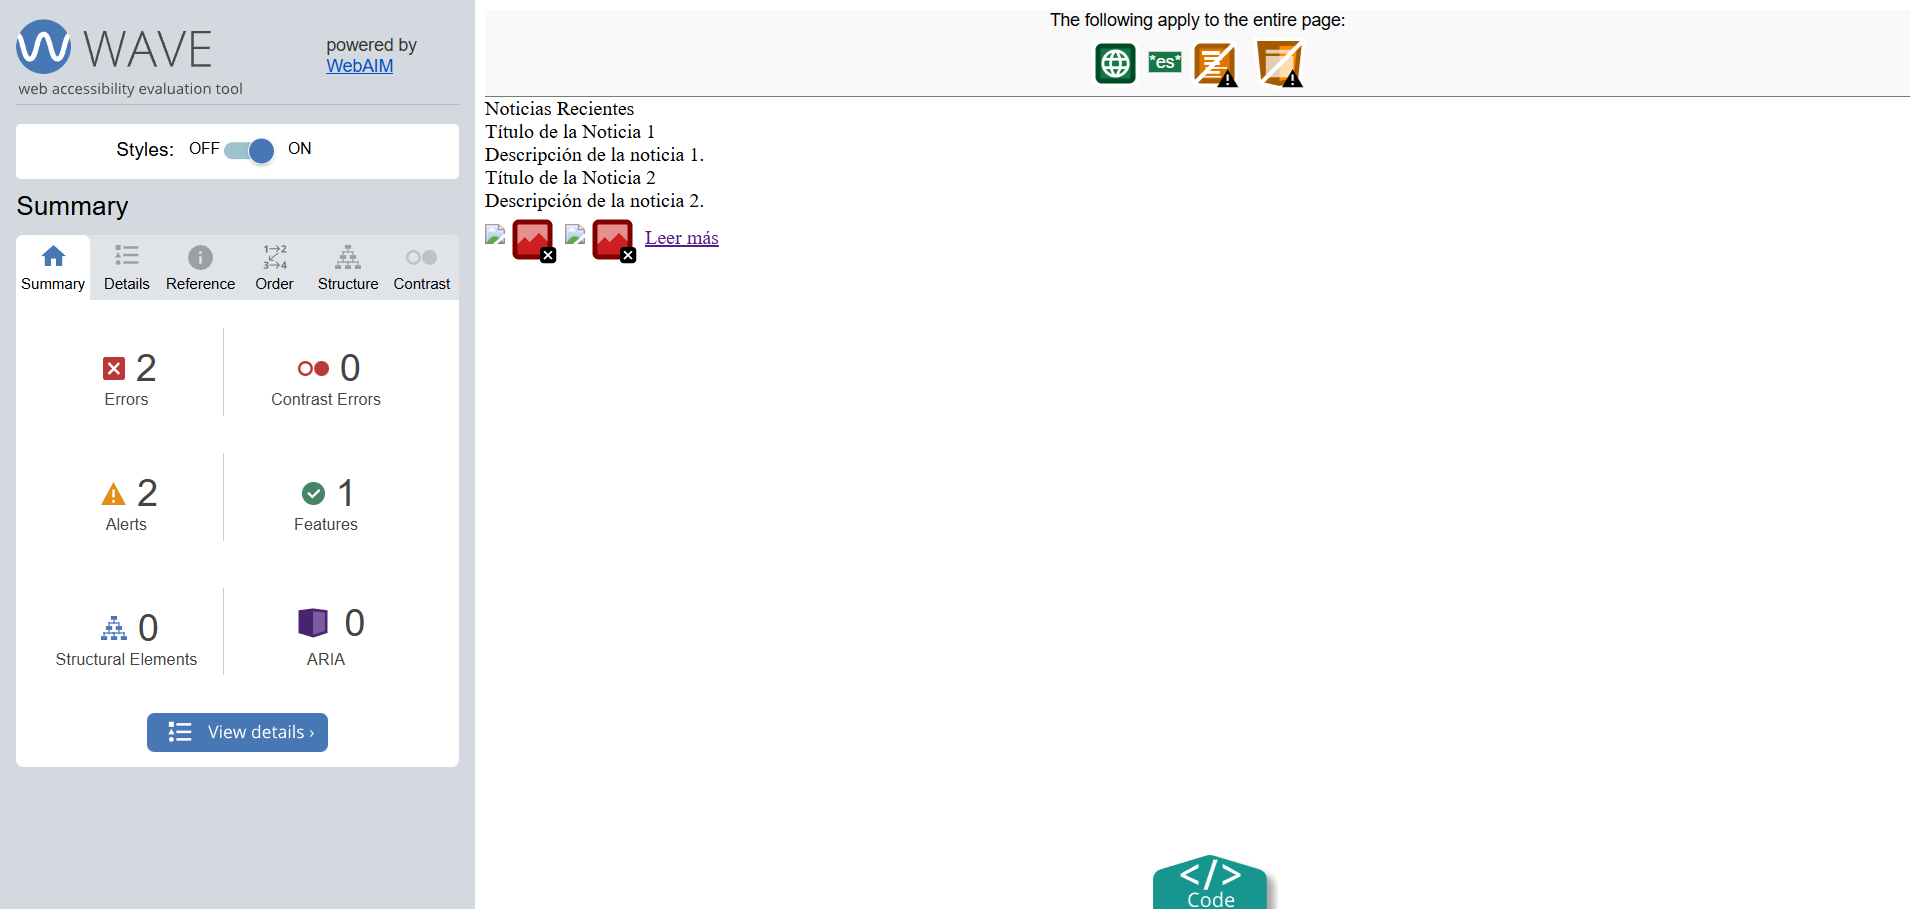 WAVE
powered by
WebAIM
web accessibility evaluation tool
Styles: OFF ON
Summary
Summary Details Reference Order Structure Contrast
2
Errors
0
Contrast Errors
2
Alerts
1
Features
0
Structural Elements
0
ARIA
View details ›
The following apply to the entire page:
*es*
Noticias Recientes
Título de la Noticia 1
Descripción de la noticia 1.
Título de la Noticia 2
Descripción de la noticia 2.
Leer más
</>
Code